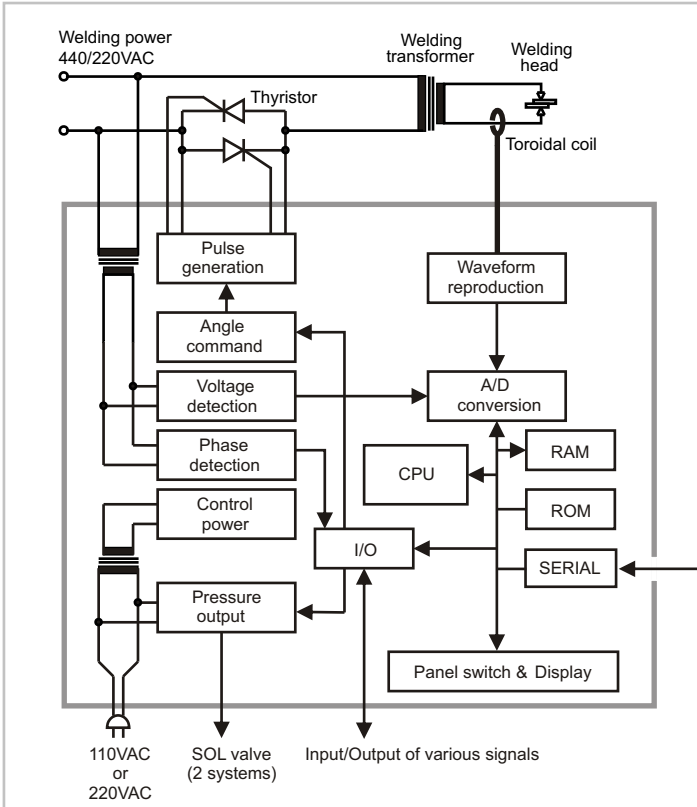 Welding power
440/220VAC
Welding
transformer
Welding
head
Thyristor
Toroidal coil
Pulse
generation
Waveform
reproduction
Angle
command
Voltage
detection
A/D
conversion
Phase
detection
CPU
RAM
Control
power
ROM
I/O
SERIAL
Pressure
output
Panel switch & Display
110VAC
or
220VAC
SOL valve
(2 systems)
Input/Output of various signals